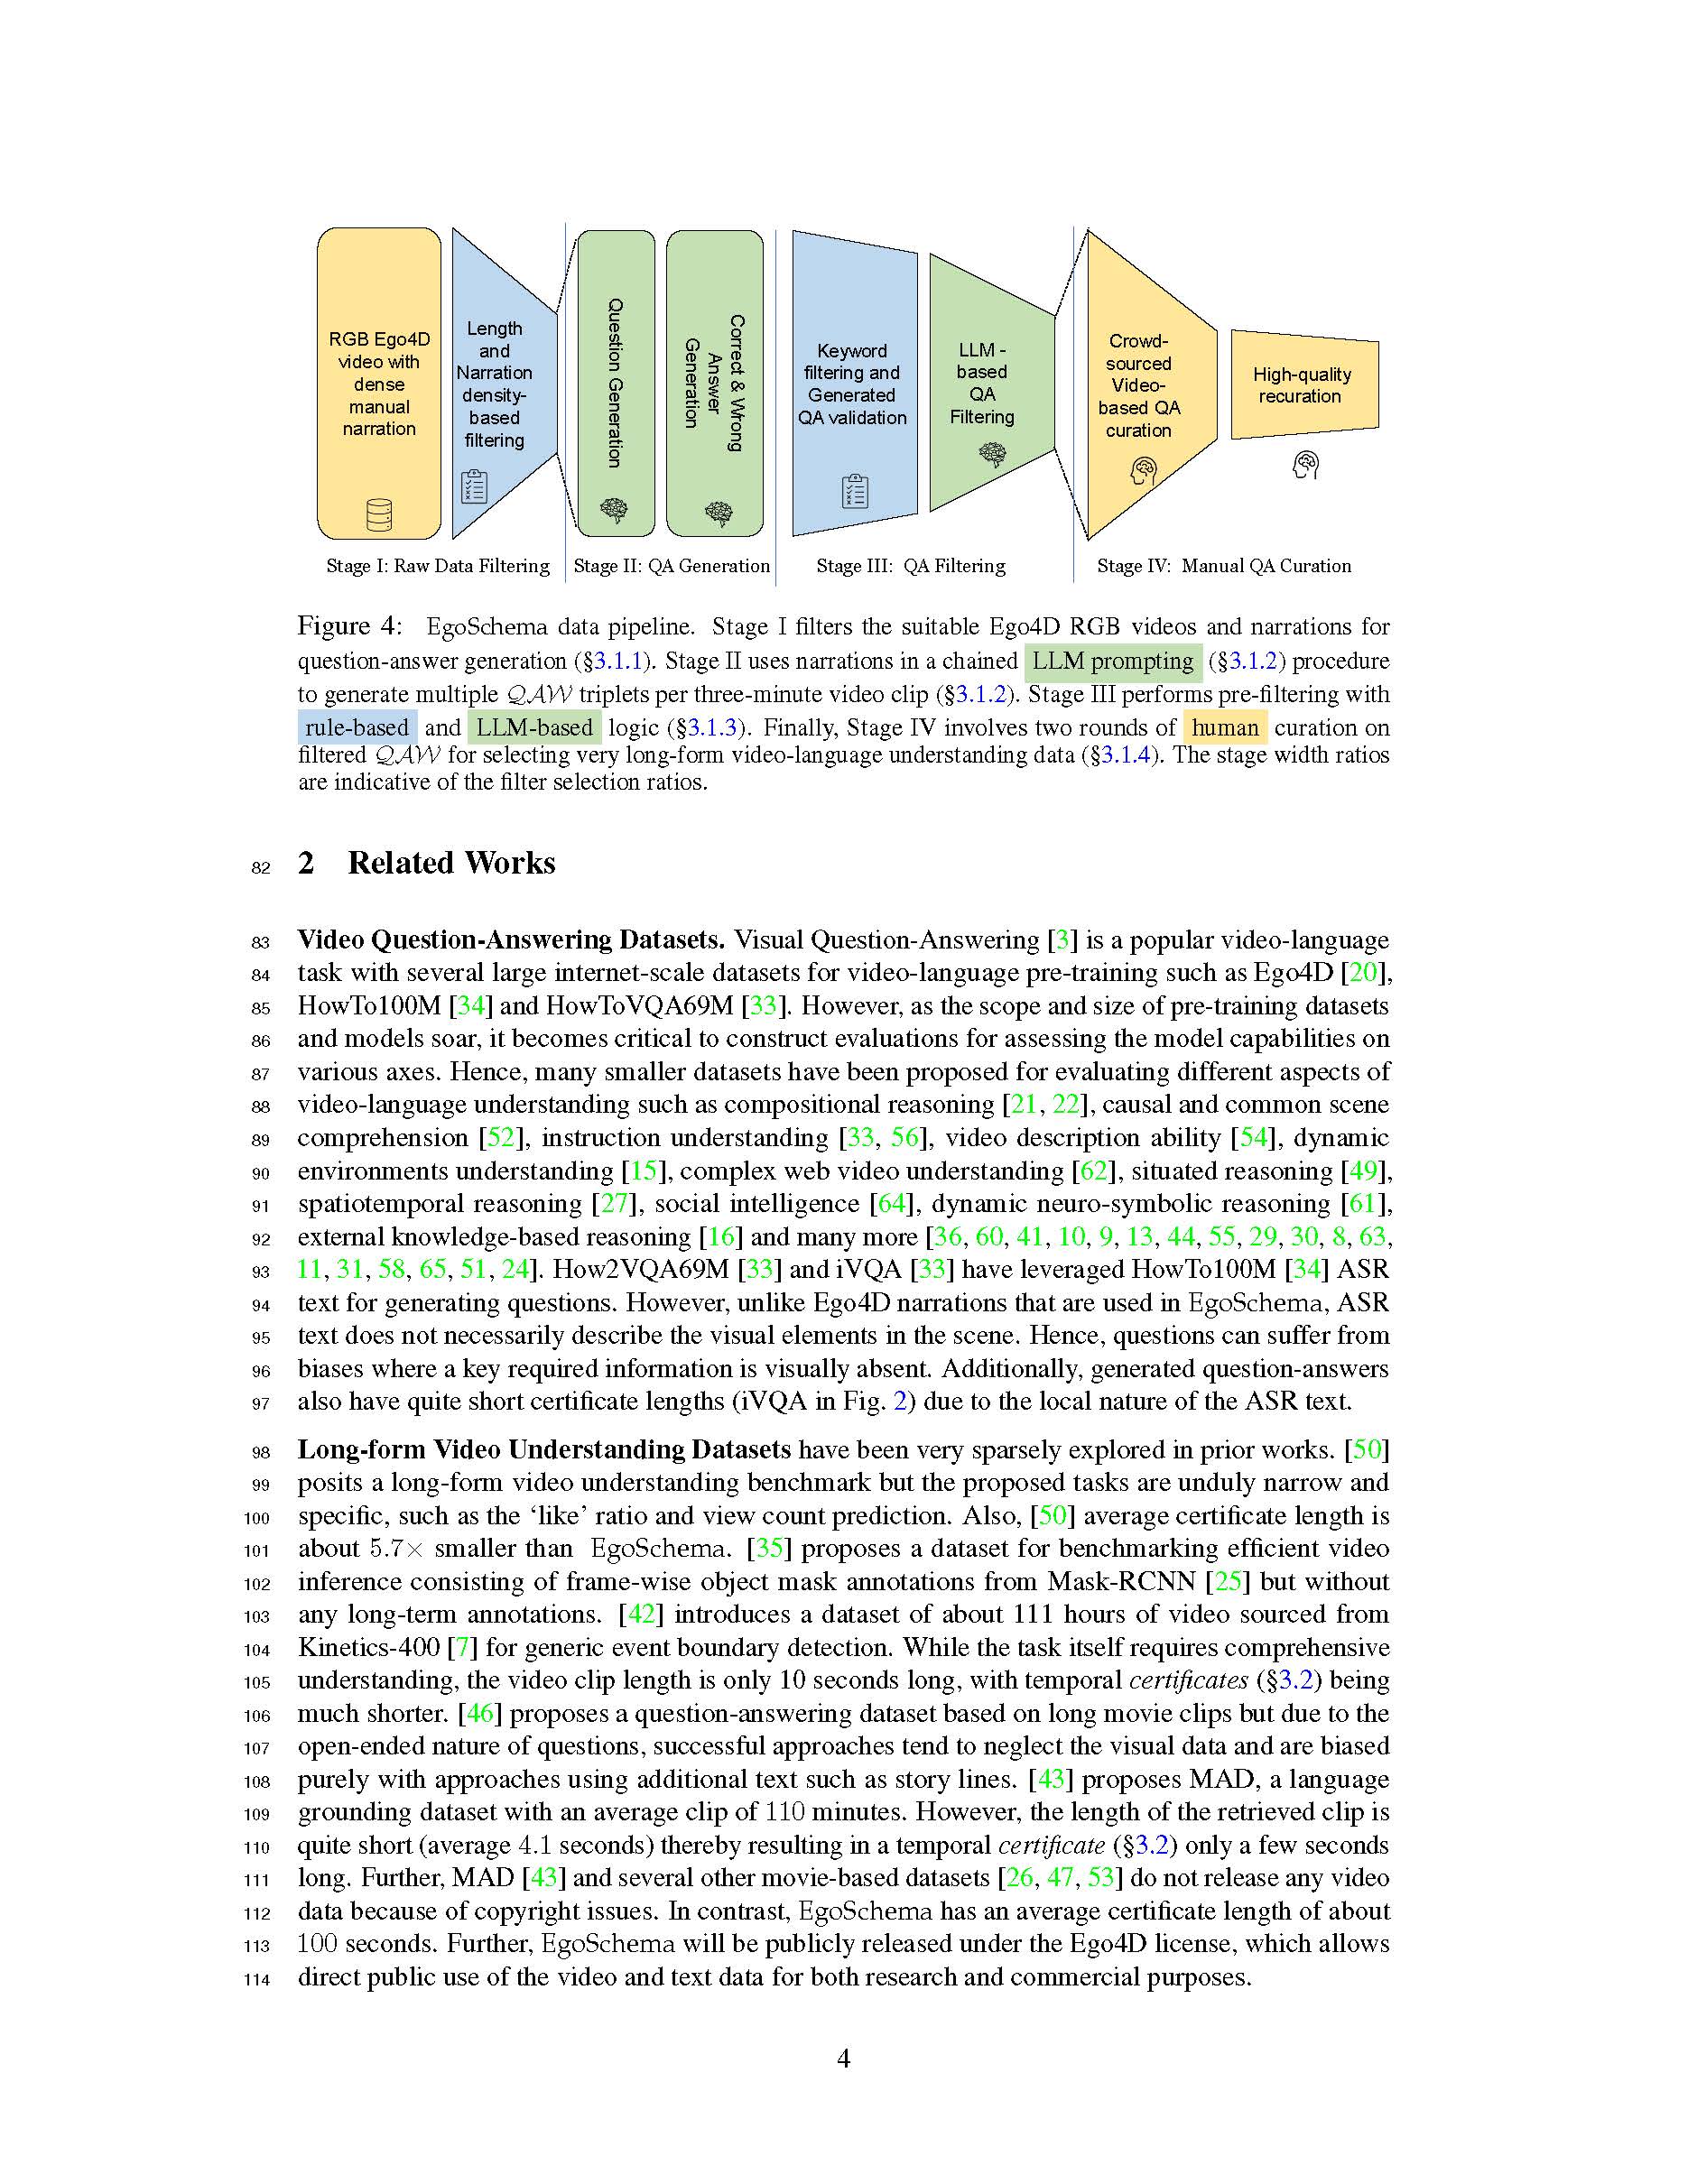 RGB Ego4D
video with
dense
manual
narration
Length
and
Narration
density-
based
filtering
Question Generation
Correct & Wrong
Answer
Generation
Keyword
filtering and
Generated
QA validation
LLM -
based
QA
Filtering
Crowd-
sourced
Video-
based QA
curation
High-quality
recuration
Stage I: Raw Data Filtering
Stage II: QA Generation
Stage III: QA Filtering
Stage IV: Manual QA Curation
Figure 4: EgoSchema data pipeline. Stage I filters the suitable Ego4D RGB videos and narrations for
question-answer generation (§3.1.1). Stage II uses narrations in a chained LLM prompting (§3.1.2) procedure
to generate multiple 𝒬𝒜𝒲 triplets per three-minute video clip (§3.1.2). Stage III performs pre-filtering with
rule-based and LLM-based logic (§3.1.3). Finally, Stage IV involves two rounds of human curation on
filtered 𝒬𝒜𝒲 for selecting very long-form video-language understanding data (§3.1.4). The stage width ratios
are indicative of the filter selection ratios.
82 2 Related Works
83 Video Question-Answering Datasets. Visual Question-Answering [3] is a popular video-language
84 task with several large internet-scale datasets for video-language pre-training such as Ego4D [20],
85 HowTo100M [34] and HowToVQA69M [33]. However, as the scope and size of pre-training datasets
86 and models soar, it becomes critical to construct evaluations for assessing the model capabilities on
87 various axes. Hence, many smaller datasets have been proposed for evaluating different aspects of
88 video-language understanding such as compositional reasoning [21, 22], causal and common scene
89 comprehension [52], instruction understanding [33, 56], video description ability [54], dynamic
90 environments understanding [15], complex web video understanding [62], situated reasoning [49],
91 spatiotemporal reasoning [27], social intelligence [64], dynamic neuro-symbolic reasoning [61],
92 external knowledge-based reasoning [16] and many more [36, 60, 41, 10, 9, 13, 44, 55, 29, 30, 8, 63,
93 11, 31, 58, 65, 51, 24]. How2VQA69M [33] and iVQA [33] have leveraged HowTo100M [34] ASR
94 text for generating questions. However, unlike Ego4D narrations that are used in EgoSchema, ASR
95 text does not necessarily describe the visual elements in the scene. Hence, questions can suffer from
96 biases where a key required information is visually absent. Additionally, generated question-answers
97 also have quite short certificate lengths (iVQA in Fig. 2) due to the local nature of the ASR text.
98 Long-form Video Understanding Datasets have been very sparsely explored in prior works. [50]
99 posits a long-form video understanding benchmark but the proposed tasks are unduly narrow and
100 specific, such as the ‘like’ ratio and view count prediction. Also, [50] average certificate length is
101 about 5.7× smaller than EgoSchema. [35] proposes a dataset for benchmarking efficient video
102 inference consisting of frame-wise object mask annotations from Mask-RCNN [25] but without
103 any long-term annotations. [42] introduces a dataset of about 111 hours of video sourced from
104 Kinetics-400 [7] for generic event boundary detection. While the task itself requires comprehensive
105 understanding, the video clip length is only 10 seconds long, with temporal certificates (§3.2) being
106 much shorter. [46] proposes a question-answering dataset based on long movie clips but due to the
107 open-ended nature of questions, successful approaches tend to neglect the visual data and are biased
108 purely with approaches using additional text such as story lines. [43] proposes MAD, a language
109 grounding dataset with an average clip of 110 minutes. However, the length of the retrieved clip is
110 quite short (average 4.1 seconds) thereby resulting in a temporal certificate (§3.2) only a few seconds
111 long. Further, MAD [43] and several other movie-based datasets [26, 47, 53] do not release any video
112 data because of copyright issues. In contrast, EgoSchema has an average certificate length of about
113 100 seconds. Further, EgoSchema will be publicly released under the Ego4D license, which allows
114 direct public use of the video and text data for both research and commercial purposes.
4